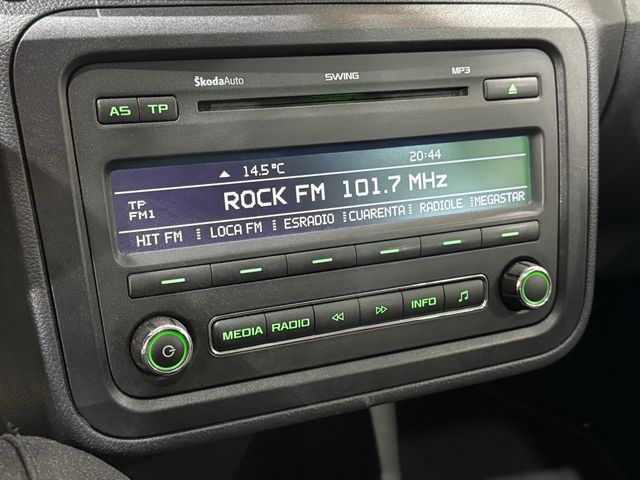 ŠkodaAuto SWING MP3
AS TP
14.5°C 20:44
TP ROCK FM 101.7 MHz
FM1
HIT FM LOCA FM ESRADIO CUARENTA RADIOLE MEGASTAR
MEDIA RADIO INFO